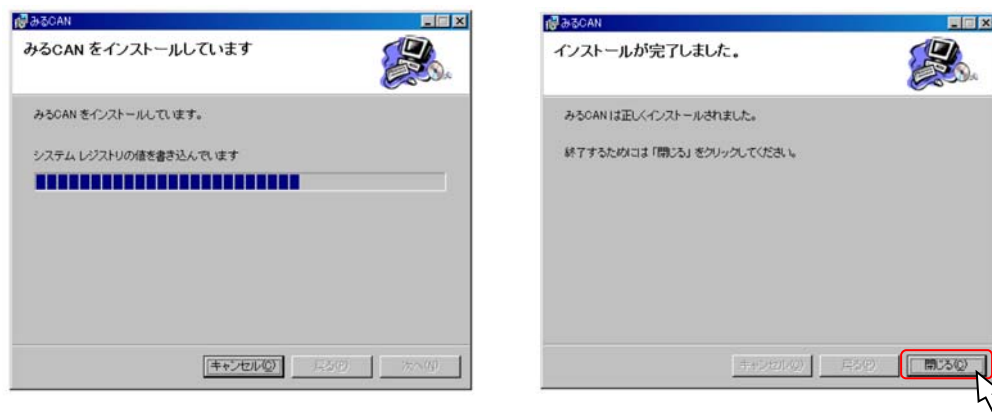 みるCAN
みるCAN をインストールしています
みるCAN をインストールしています。
システム レジストリの値を書き込んでいます
キャンセル(C)
戻る(P)
次へ(N)
みるCAN
インストールが完了しました。
みるCAN は正しくインストールされました。
終了するためには 「閉じる」 をクリックしてください。
キャンセル(C)
戻る(P)
閉じる(C)